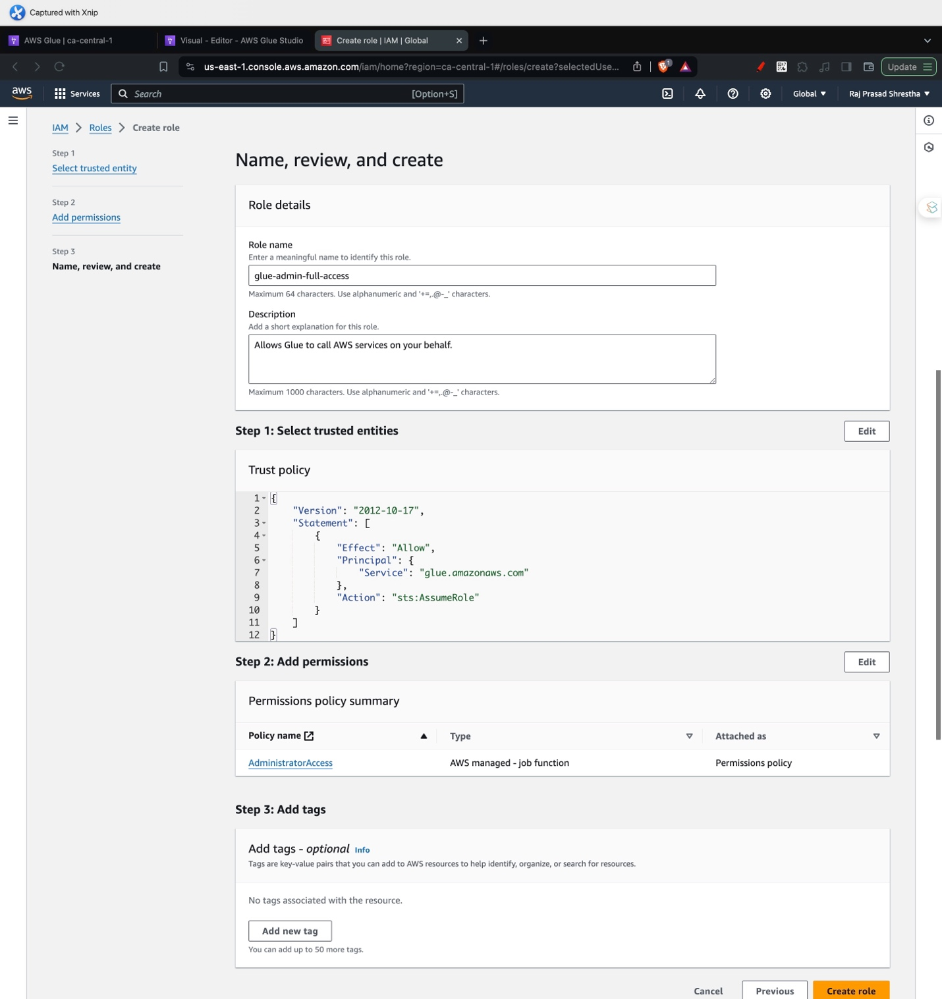 Captured with Xnip
AWS Glue | ca-central-1
Visual - Editor - AWS Glue Studio
Create role | IAM | Global
us-east-1.console.aws.amazon.com/iam/home?region=ca-central-1#/roles/create?selectedUse...
1
Update
aws
Services
Search
[Option+S]
Global
Raj Prasad Shrestha
IAM
Roles
Create role
Step 1
Select trusted entity
Step 2
Add permissions
Step 3
Name, review, and create
Name, review, and create
Role details
Role name
Enter a meaningful name to identify this role.
glue-admin-full-access
Maximum 64 characters. Use alphanumeric and '+=,.@-_' characters.
Description
Add a short explanation for this role.
Allows Glue to call AWS services on your behalf.
Maximum 1000 characters. Use alphanumeric and '+=,.@-_' characters.
Step 1: Select trusted entities
Edit
Trust policy
1 {
2 "Version": "2012-10-17",
3 "Statement": [
4 {
5 "Effect": "Allow",
6 "Principal": {
7 "Service": "glue.amazonaws.com"
8 },
9 "Action": "sts:AssumeRole"
10 }
11 ]
12 }
Step 2: Add permissions
Edit
Permissions policy summary
Policy name
Type
Attached as
AdministratorAccess
AWS managed - job function
Permissions policy
Step 3: Add tags
Add tags - optional Info
Tags are key-value pairs that you can add to AWS resources to help identify, organize, or search for resources.
No tags associated with the resource.
Add new tag
You can add up to 50 more tags.
Cancel
Previous
Create role